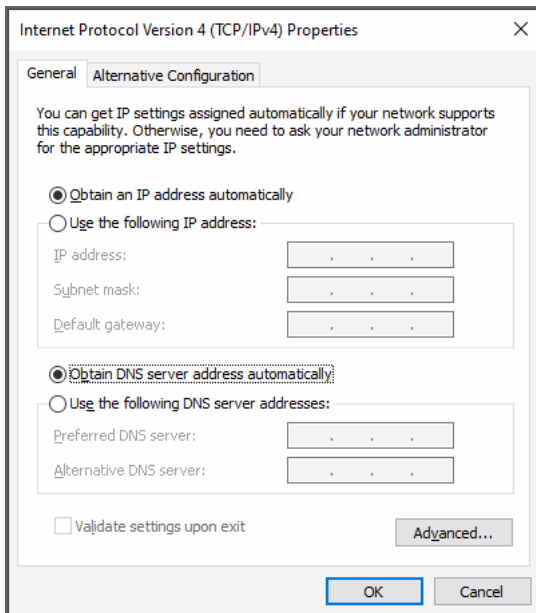 Internet Protocol Version 4 (TCP/IPv4) Properties
General
Alternative Configuration
You can get IP settings assigned automatically if your network supports
this capability. Otherwise, you need to ask your network administrator
for the appropriate IP settings.
Obtain an IP address automatically
Use the following IP address:
IP address:
Subnet mask:
Default gateway:
Obtain DNS server address automatically
Use the following DNS server addresses:
Preferred DNS server:
Alternative DNS server:
Validate settings upon exit
Advanced...
OK
Cancel